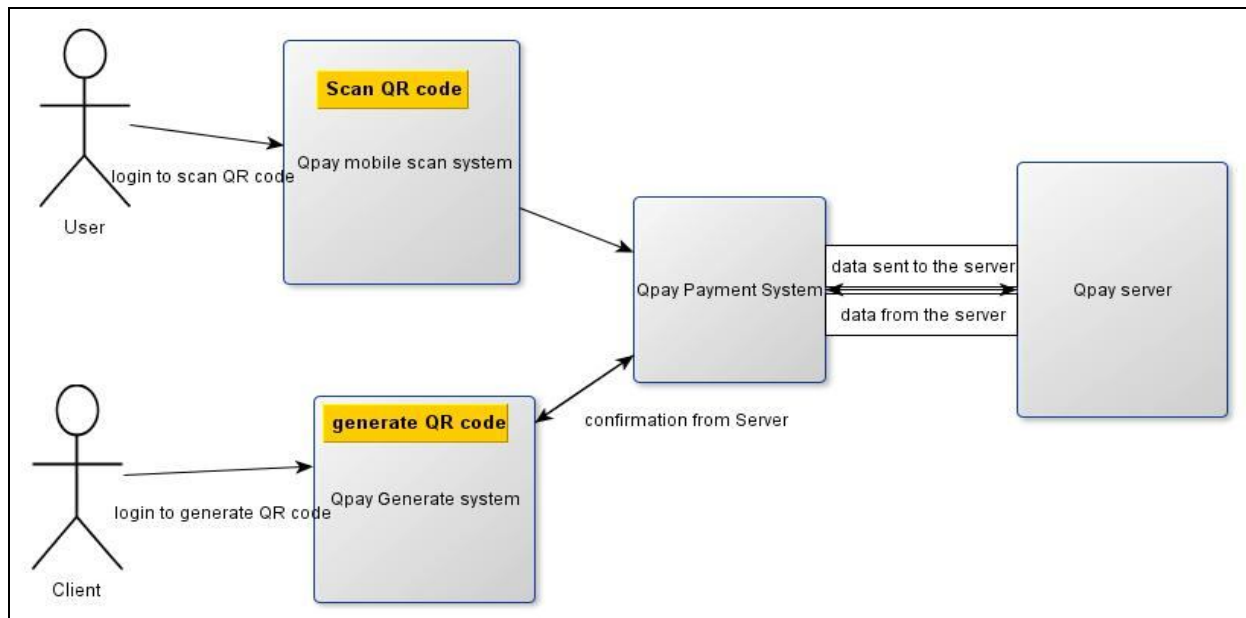 Scan QR code
Qpay mobile scan system
login to scan QR code
User
Qpay Payment System
data sent to the server
data from the server
Qpay server
generate QR code
confirmation from Server
Qpay Generate system
login to generate QR code
Client